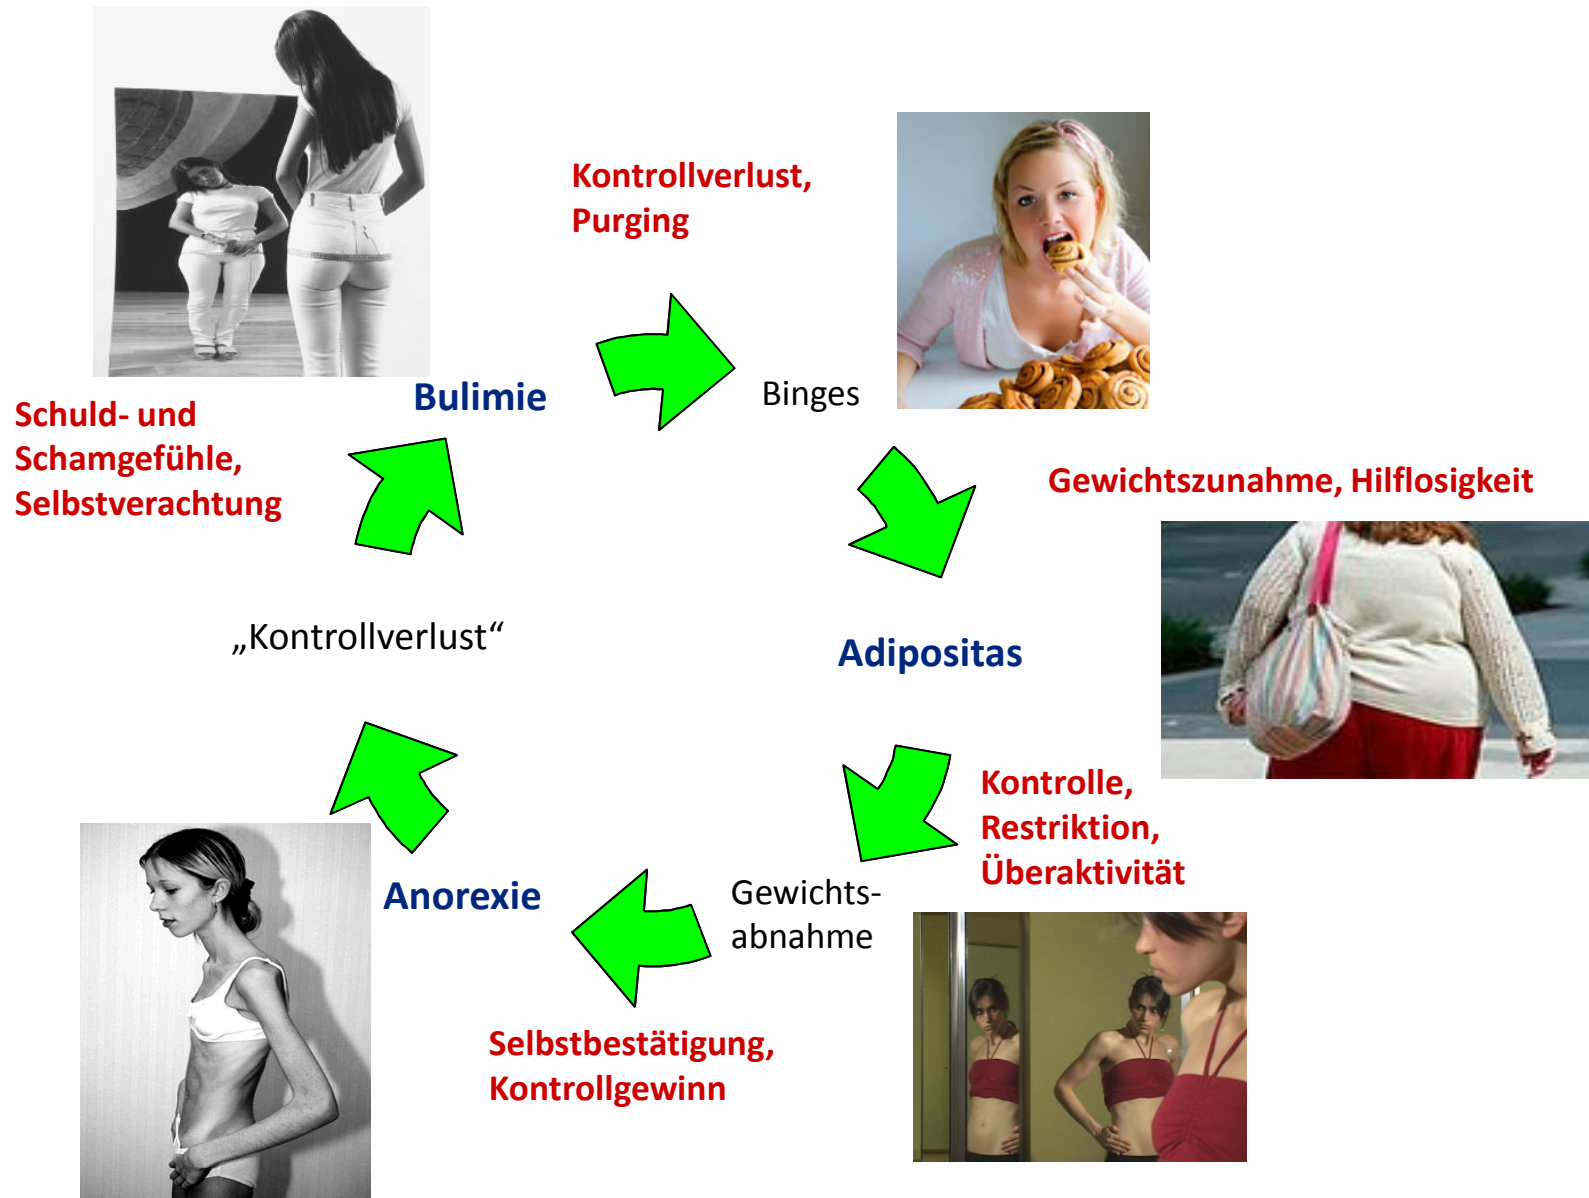 Kontrollverlust,
Purging
Bulimie
Binges
Schuld- und
Schamgefühle,
Selbstverachtung
Gewichtszunahme, Hilflosigkeit
„Kontrollverlust“
Adipositas
Kontrolle,
Restriktion,
Überaktivität
Anorexie
Gewichts-
abnahme
Selbstbestätigung,
Kontrollgewinn